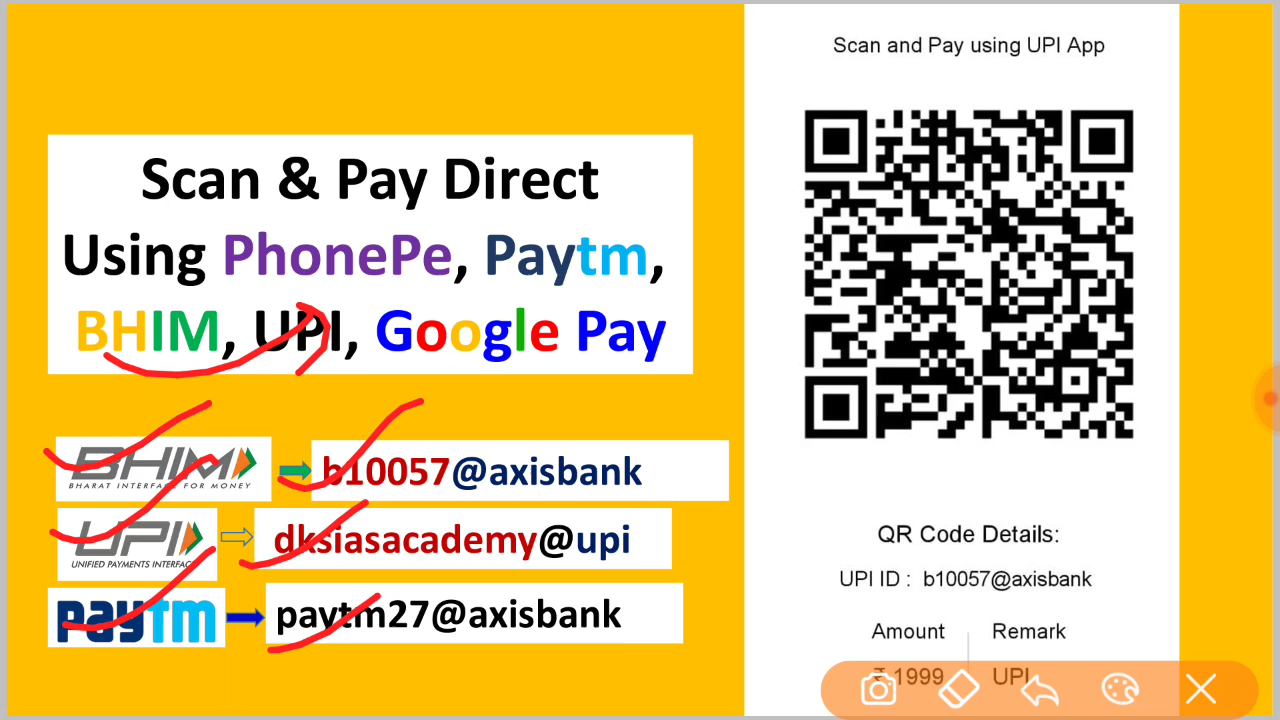 Scan & Pay Direct
Using PhonePe, Paytm,
BHIM, UPI, Google Pay
BHIM
BHARAT INTERFACE FOR MONEY
b10057@axisbank
UPI
UNIFIED PAYMENTS INTERFACE
dksiasacademy@upi
paytm
paytm27@axisbank
Scan and Pay using UPI App
QR Code Details:
UPI ID : b10057@axisbank
Amount Remark
₹ 1999 UPI